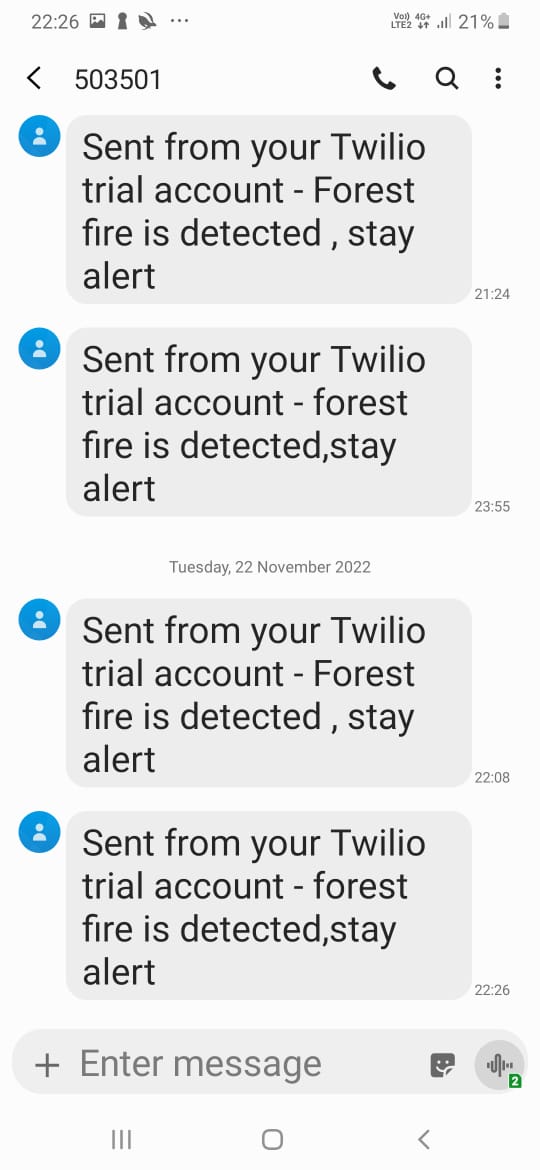 22:26 ... Vo)) LTE2 4G+ 21%
503501
Sent from your Twilio
trial account - Forest
fire is detected , stay
alert
21:24
Sent from your Twilio
trial account - forest
fire is detected,stay
alert
23:55
Tuesday, 22 November 2022
Sent from your Twilio
trial account - Forest
fire is detected , stay
alert
22:08
Sent from your Twilio
trial account - forest
fire is detected,stay
alert
22:26
Enter message
2